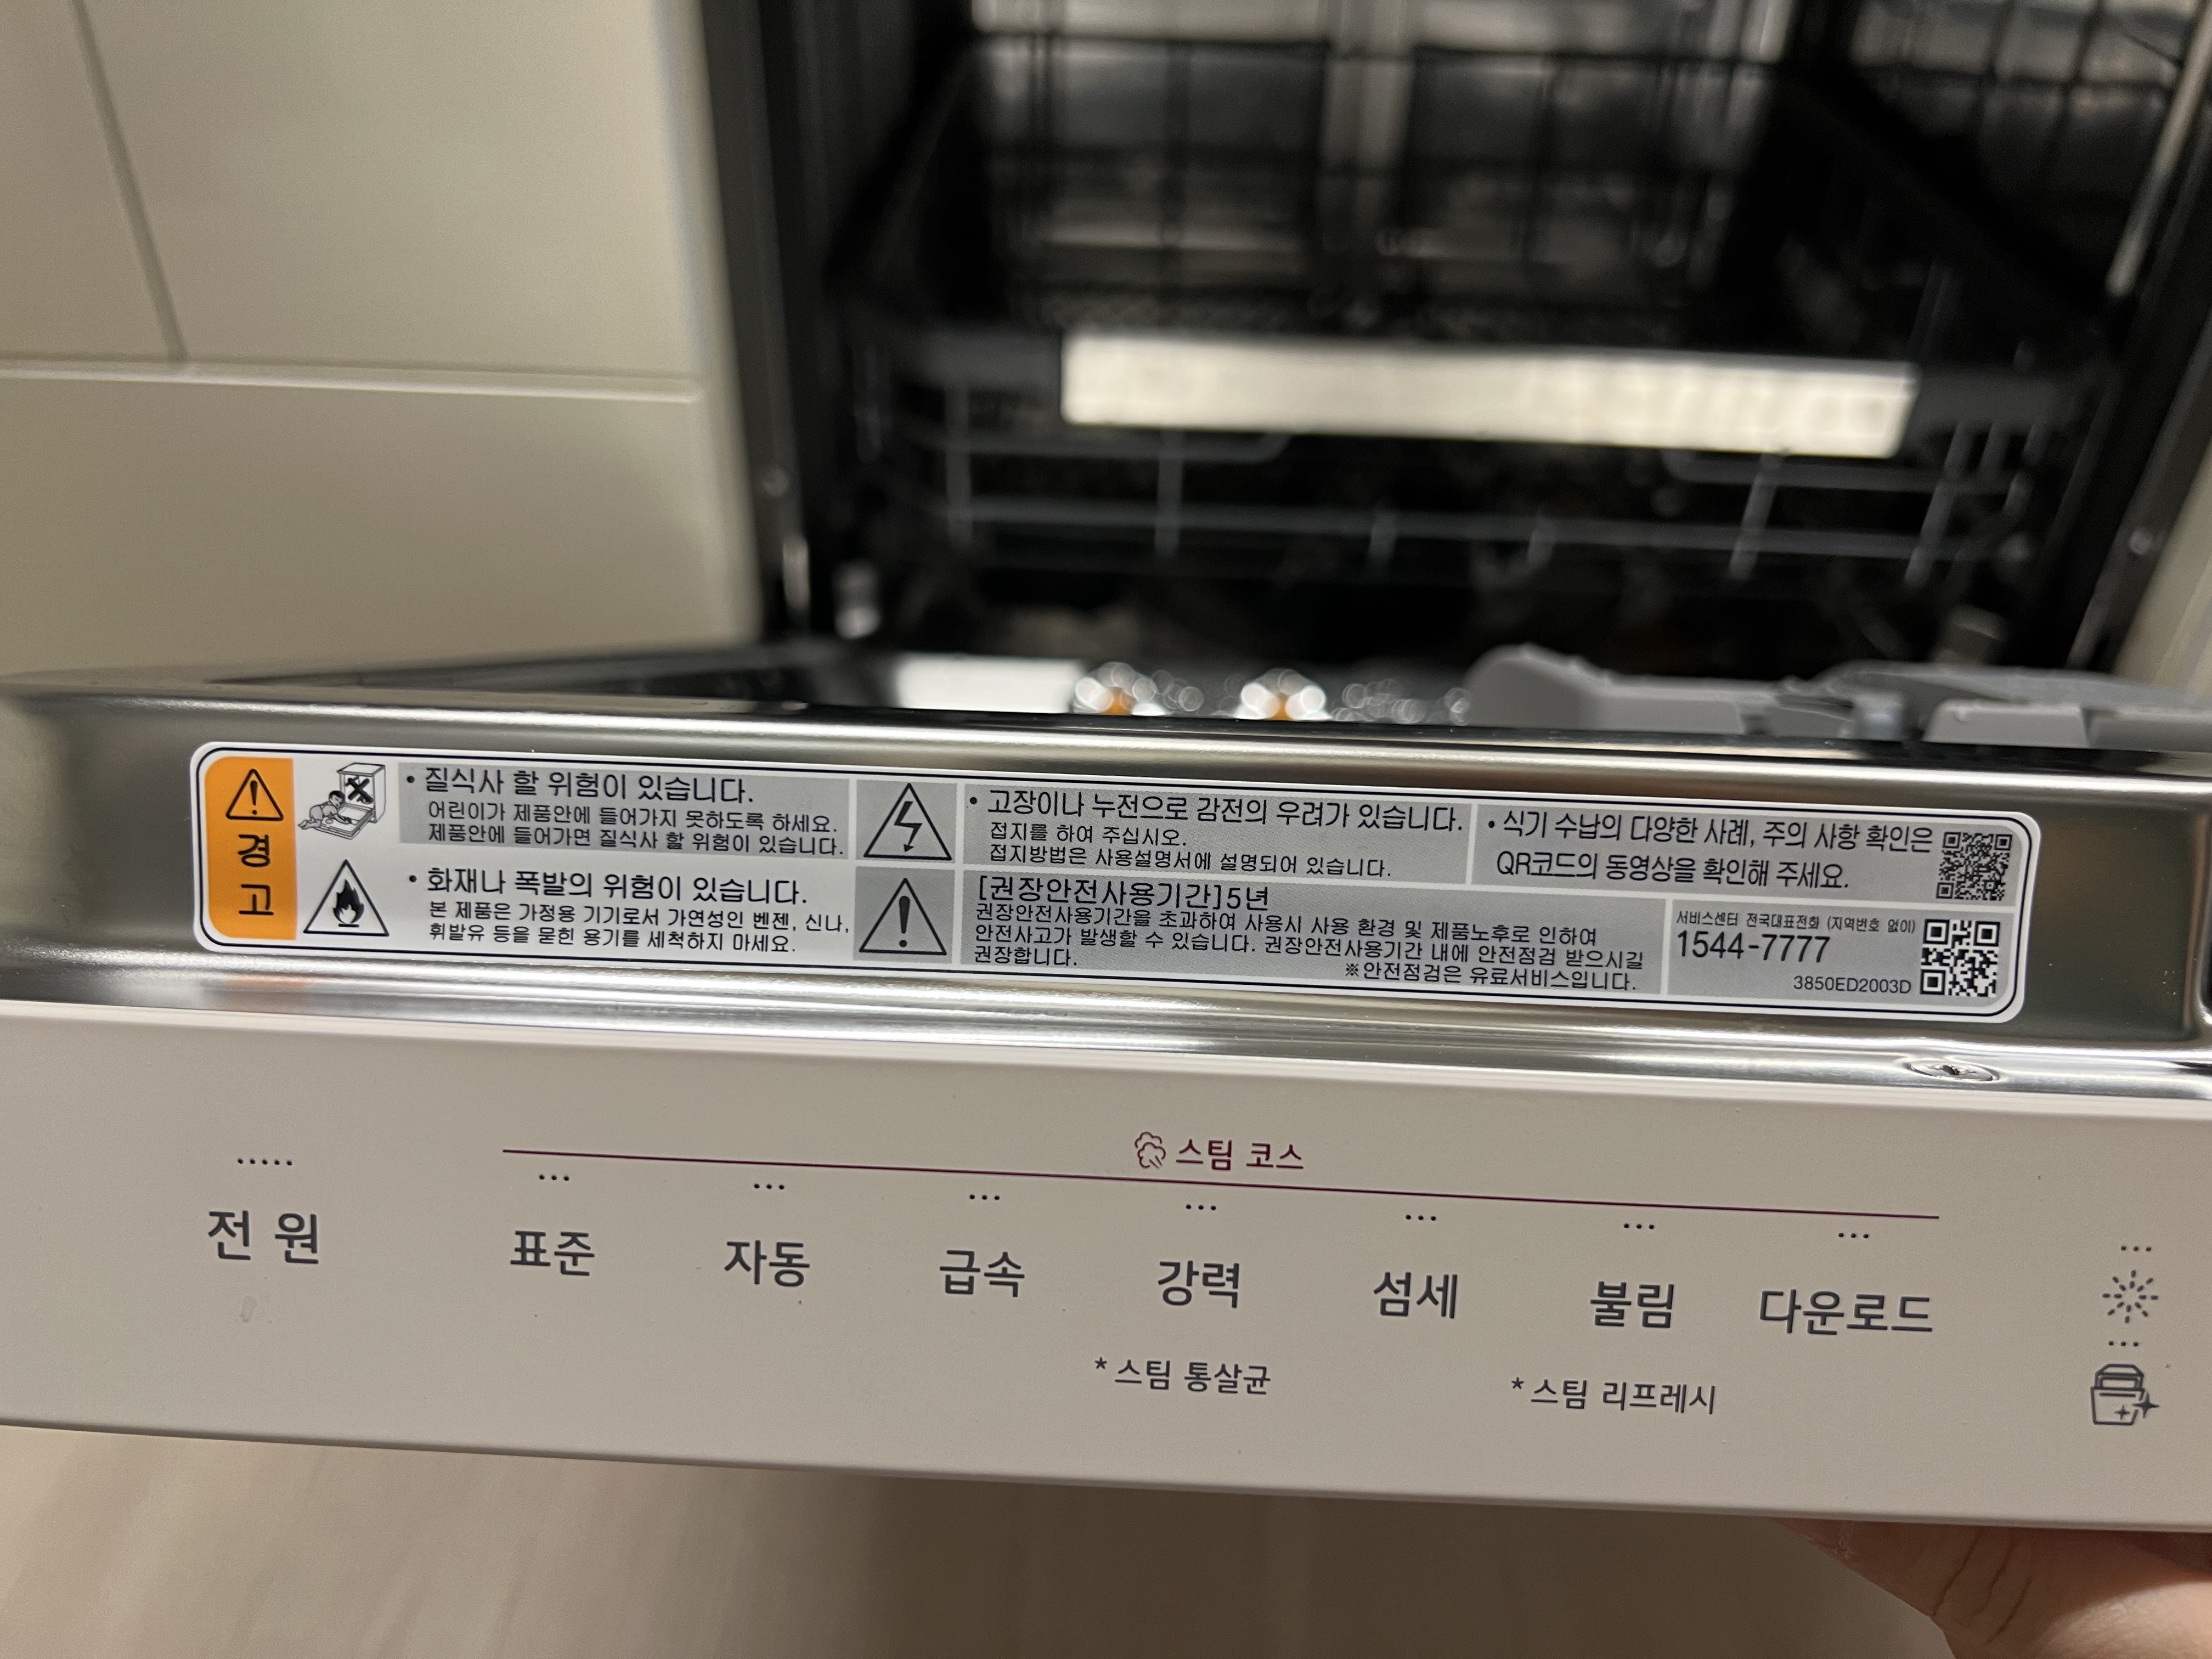 경
고
• 질식사 할 위험이 있습니다.
어린이가 제품안에 들어가지 못하도록 하세요.
제품안에 들어가면 질식사 할 위험이 있습니다.
• 화재나 폭발의 위험이 있습니다.
본 제품은 가정용 기기로서 가연성인 벤젠, 신나,
휘발유 등을 묻힌 용기를 세척하지 마세요.
• 고장이나 누전으로 감전의 우려가 있습니다.
접지를 하여 주십시오.
접지방법은 사용설명서에 설명되어 있습니다.
[권장안전사용기간]5년
권장안전사용기간을 초과하여 사용시 사용 환경 및 제품노후로 인하여
안전사고가 발생할 수 있습니다. 권장안전사용기간 내에 안전점검 받으시길
권장합니다.
※안전점검은 유료서비스입니다.
• 식기 수납의 다양한 사례, 주의 사항 확인은
QR코드의 동영상을 확인해 주세요.
서비스센터 전국대표전화 (지역번호 없이)
1544-7777
3850ED2003D
스팀 코스
전 원
표준
자동
급속
강력
섬세
불림
다운로드
* 스팀 통살균
* 스팀 리프레시